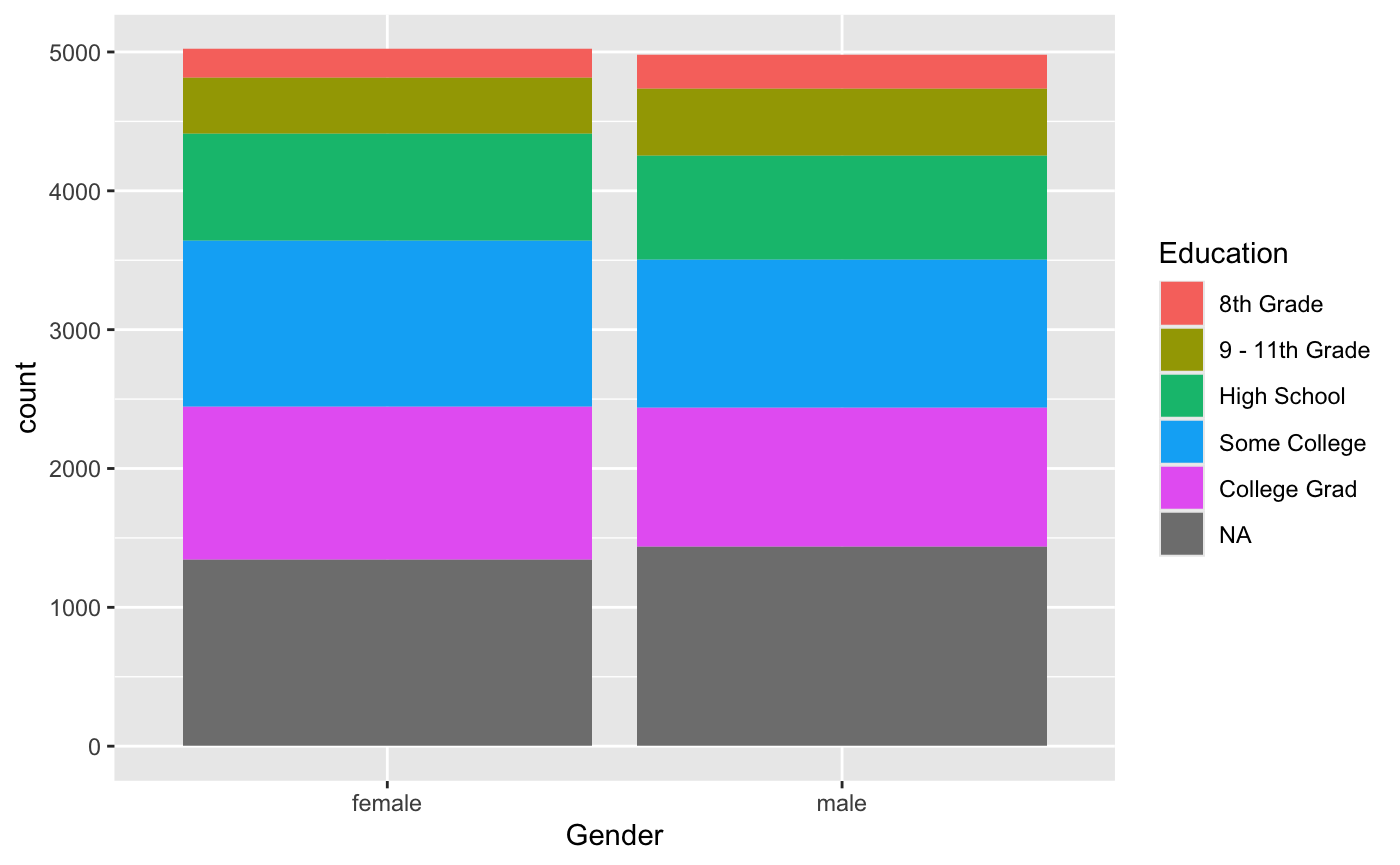 5000
4000
3000
2000
1000
0
count
female
male
Gender
Education
8th Grade
9 - 11th Grade
High School
Some College
College Grad
NA